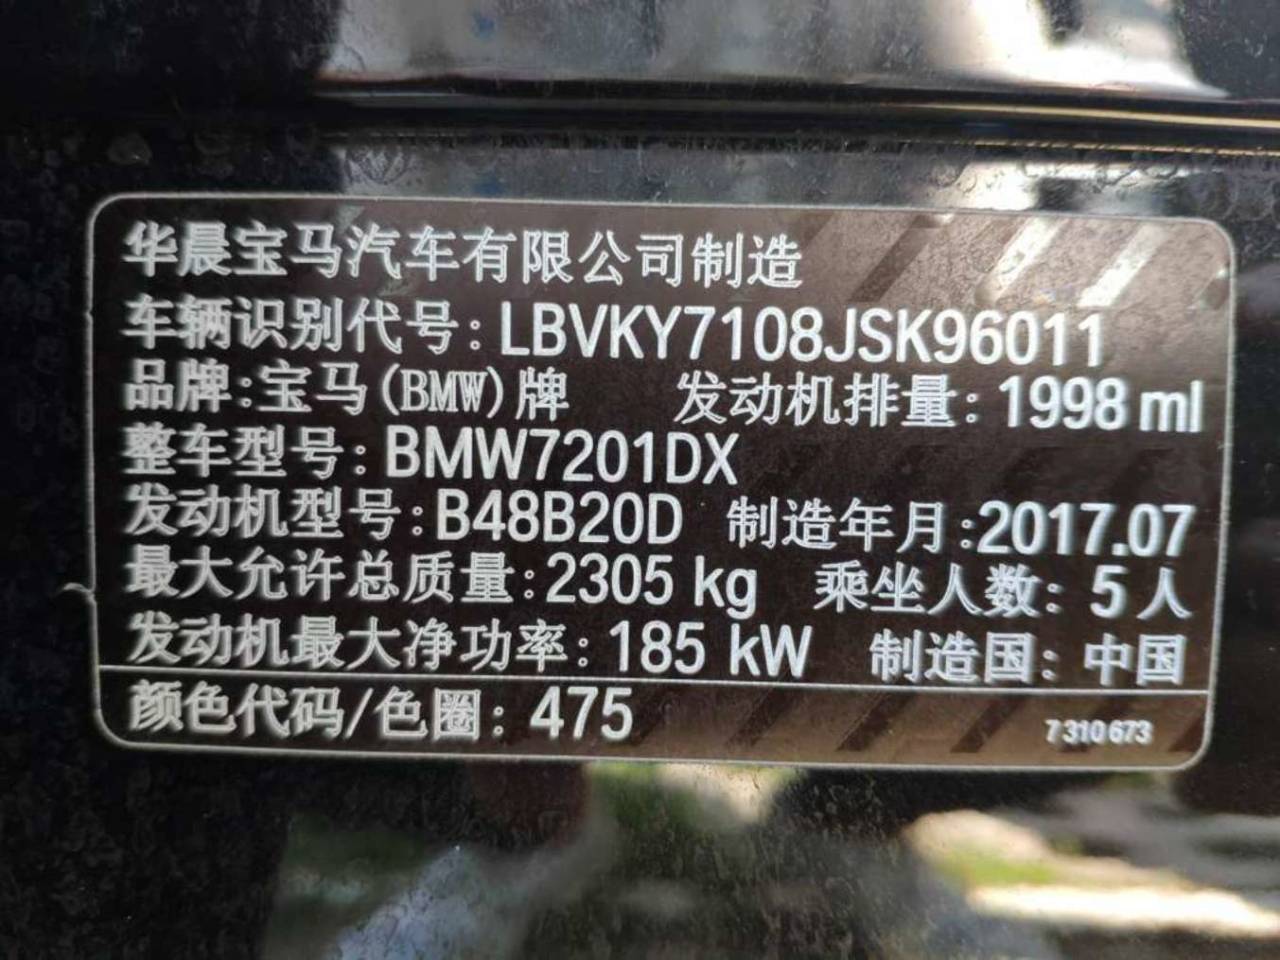 华晨宝马汽车有限公司制造
车辆识别代号:LBVKY7108JSK96011
品牌:宝马(BMW)牌 发动机排量:1998 ml
整车型号:BMW7201DX
发动机型号:B48B20D 制造年月:2017.07
最大允许总质量:2305 kg 乘坐人数:5人
发动机最大净功率:185 kW 制造国:中国
颜色代码/色圈:475 7310673